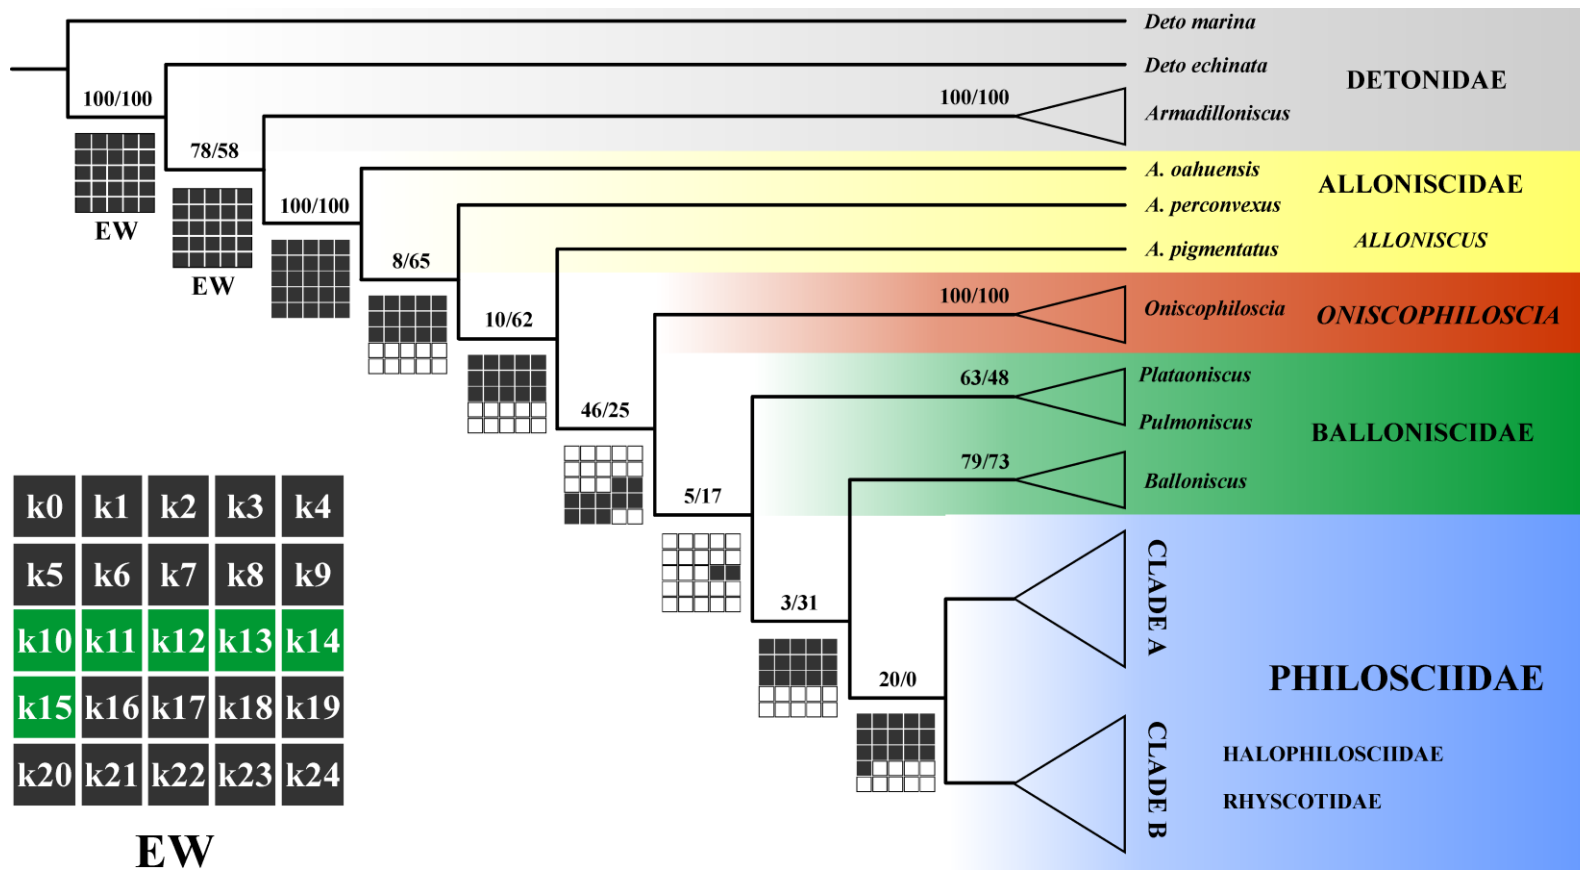 Deto marina
Deto echinata
DETONIDAE
100/100
100/100
Armadilloniscus
78/58
EW
A. oahuensis
ALLONISCIDAE
100/100
A. perconvexus
EW
8/65
A. pigmentatus
ALLONISCUS
100/100
Oniscophiloscia
ONISCOPHILOSCIA
10/62
63/48
Plataoniscus
46/25
Pulmoniscus
BALLONISCIDAE
79/73
Balloniscus
5/17
k0 k1 k2 k3 k4
k5 k6 k7 k8 k9
k10 k11 k12 k13 k14
k15 k16 k17 k18 k19
k20 k21 k22 k23 k24
EW
3/31
CLADE A
20/0
PHILOSCIIDAE
CLADE B
HALOPHILOSCIIDAE
RHYSCOTIDAE